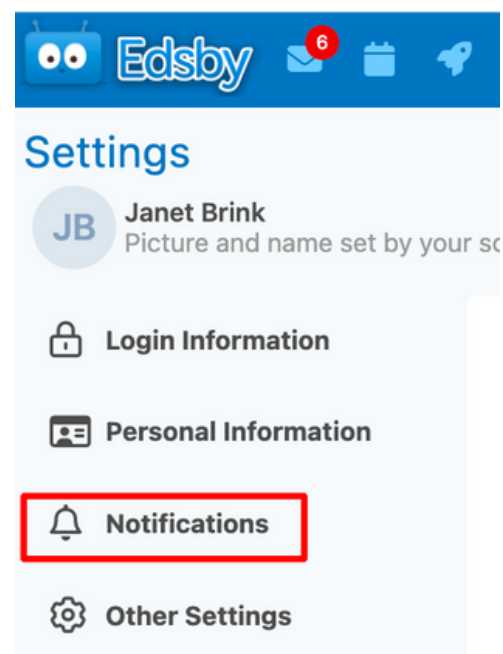 Edsby 6
Settings
JB
Janet Brink
Picture and name set by your
Login Information
Personal Information
Notifications
Other Settings